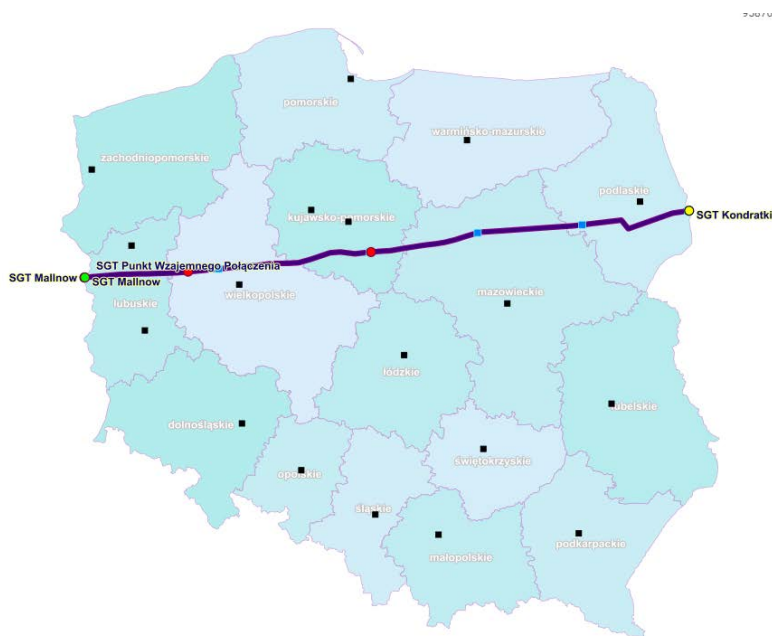 pomorskie
warmińsko-mazurskie
zachodniopomorskie
podlaskie
kujawsko-pomorskie
SGT Kondratki
SGT Punkt Wzajemnego Połączenia
SGT Mallnow
SGT Mallnow
mazowieckie
wielkopolskie
lubuskie
łódzkie
lubelskie
dolnośląskie
świętokrzyskie
opolskie
śląskie
podkarpackie
małopolskie